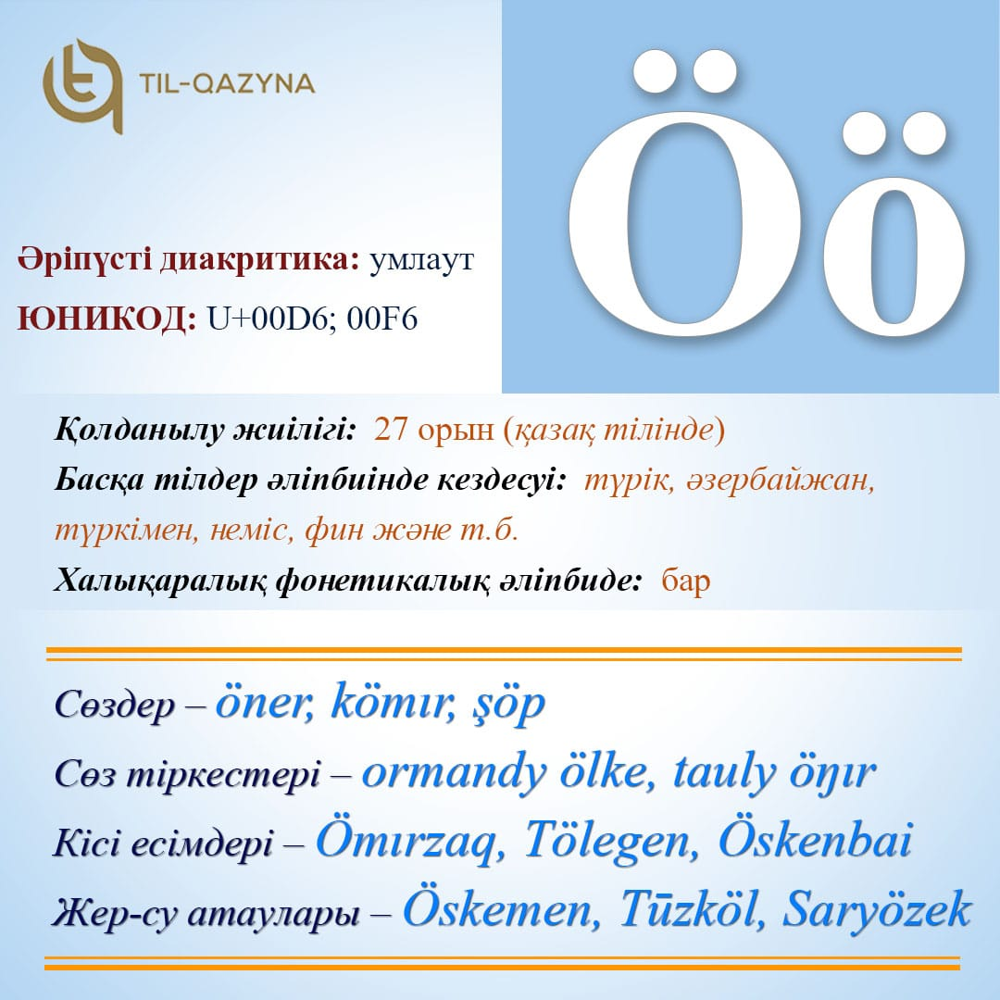 TIL-QAZYNA
Öö
Әріпүсті диакритика: умлаут
ЮНИКОД: U+00D6; 00F6
Қолданылу жиілігі: 27 орын (қазақ тілінде)
Басқа тілдер әліпбиінде кездесуі: түрік, әзербайжан,
түркімен, неміс, фин және т.б.
Халықаралық фонетикалық әліпбиде: бар
Сөздер – öner, kömır, şöp
Сөз тіркестері – ormandy ölke, tauly öŋır
Кісі есімдері – Ömırzaq, Tölegen, Öskenbai
Жер-су атаулары – Öskemen, Tūzköl, Saryözek